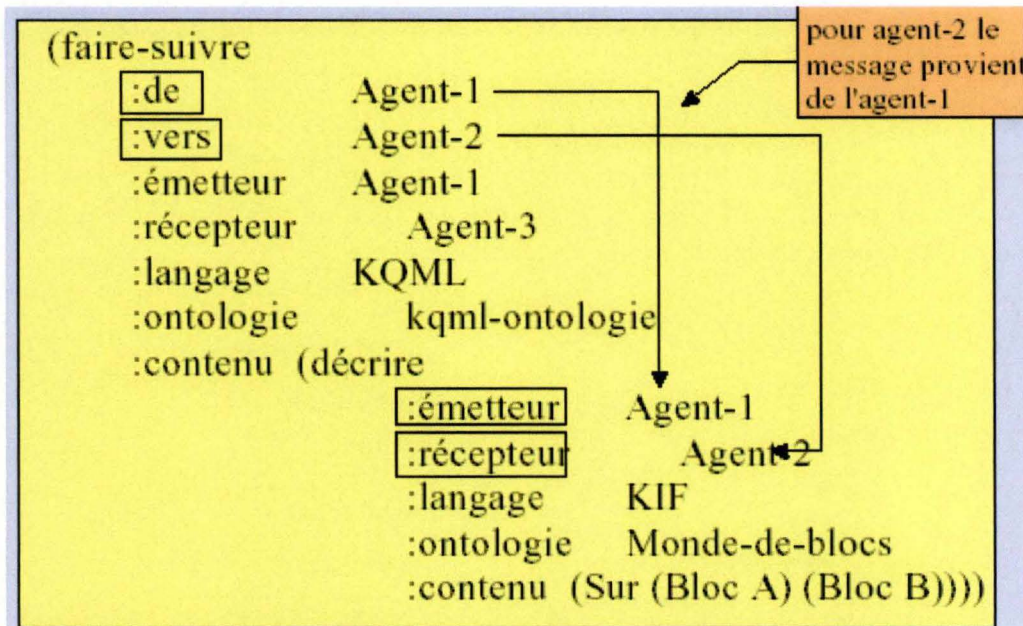 (faire-suivre
:de Agent-1
:vers Agent-2
:émetteur Agent-1
:récepteur Agent-3
:langage KQML
:ontologie kqml-ontologie
:contenu (décrire
:émetteur Agent-1
:récepteur Agent-2
:langage KIF
:ontologie Monde-de-blocs
:contenu (Sur (Bloc A) (Bloc B))))
pour agent-2 le
message provient
de l'agent-1